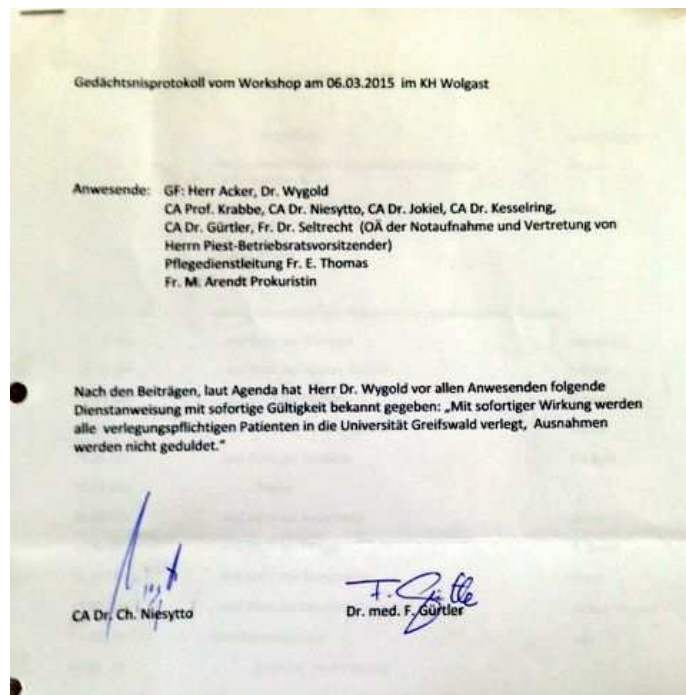 Gedächtnisprotokoll vom Workshop am 06.03.2015 im KH Wolgast
Anwesende: GF: Herr Acker, Dr. Wygold
CA Prof. Krabbe, CA Dr. Niesytto, CA Dr. Jokiel, CA Dr. Kesselring,
CA Dr. Gürtler, Fr. Dr. Seltrecht (OÄ der Notaufnahme und Vertretung von
Herrn Piest-Betriebsratsvorsitzender)
Pflegedienstleitung Fr. E. Thomas
Fr. M. Arendt Prokuristin
Nach den Beiträgen, laut Agenda hat Herr Dr. Wygold vor allen Anwesenden folgende
Dienstanweisung mit sofortige Gültigkeit bekannt gegeben: „Mit sofortiger Wirkung werden
alle verlegungspflichtigen Patienten in die Universität Greifswald verlegt, Ausnahmen
werden nicht geduldet."
CA Dr. Ch. Niesytto
Dr. med. F. Gürtler